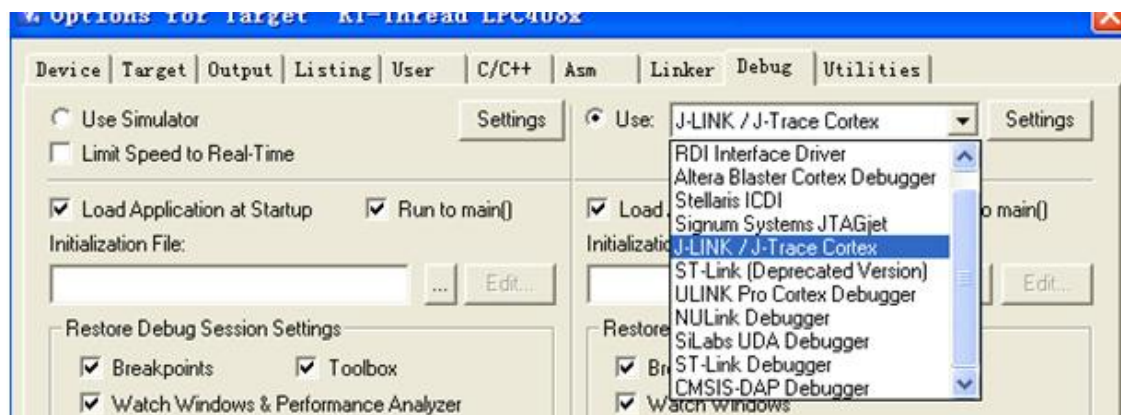 Options for Target 'RT-Thread LPC408x'
Device Target Output Listing User C/C++ Asm Linker Debug Utilities
Use Simulator Settings Use: J-LINK / J-Trace Cortex Settings
Limit Speed to Real-Time
RDI Interface Driver
Altera Blaster Cortex Debugger
Stellaris ICDI
Signum Systems JTAGjet
J-LINK / J-Trace Cortex
ST-Link (Deprecated Version)
ULINK Pro Cortex Debugger
NULink Debugger
SiLabs UDA Debugger
ST-Link Debugger
CMSIS-DAP Debugger
Load Application at Startup Run to main() Load main()
Initialization File:
... Edit... Edit...
Restore Debug Session Settings Restore
Breakpoints Toolbox
Watch Windows & Performance Analyzer Watch Windows